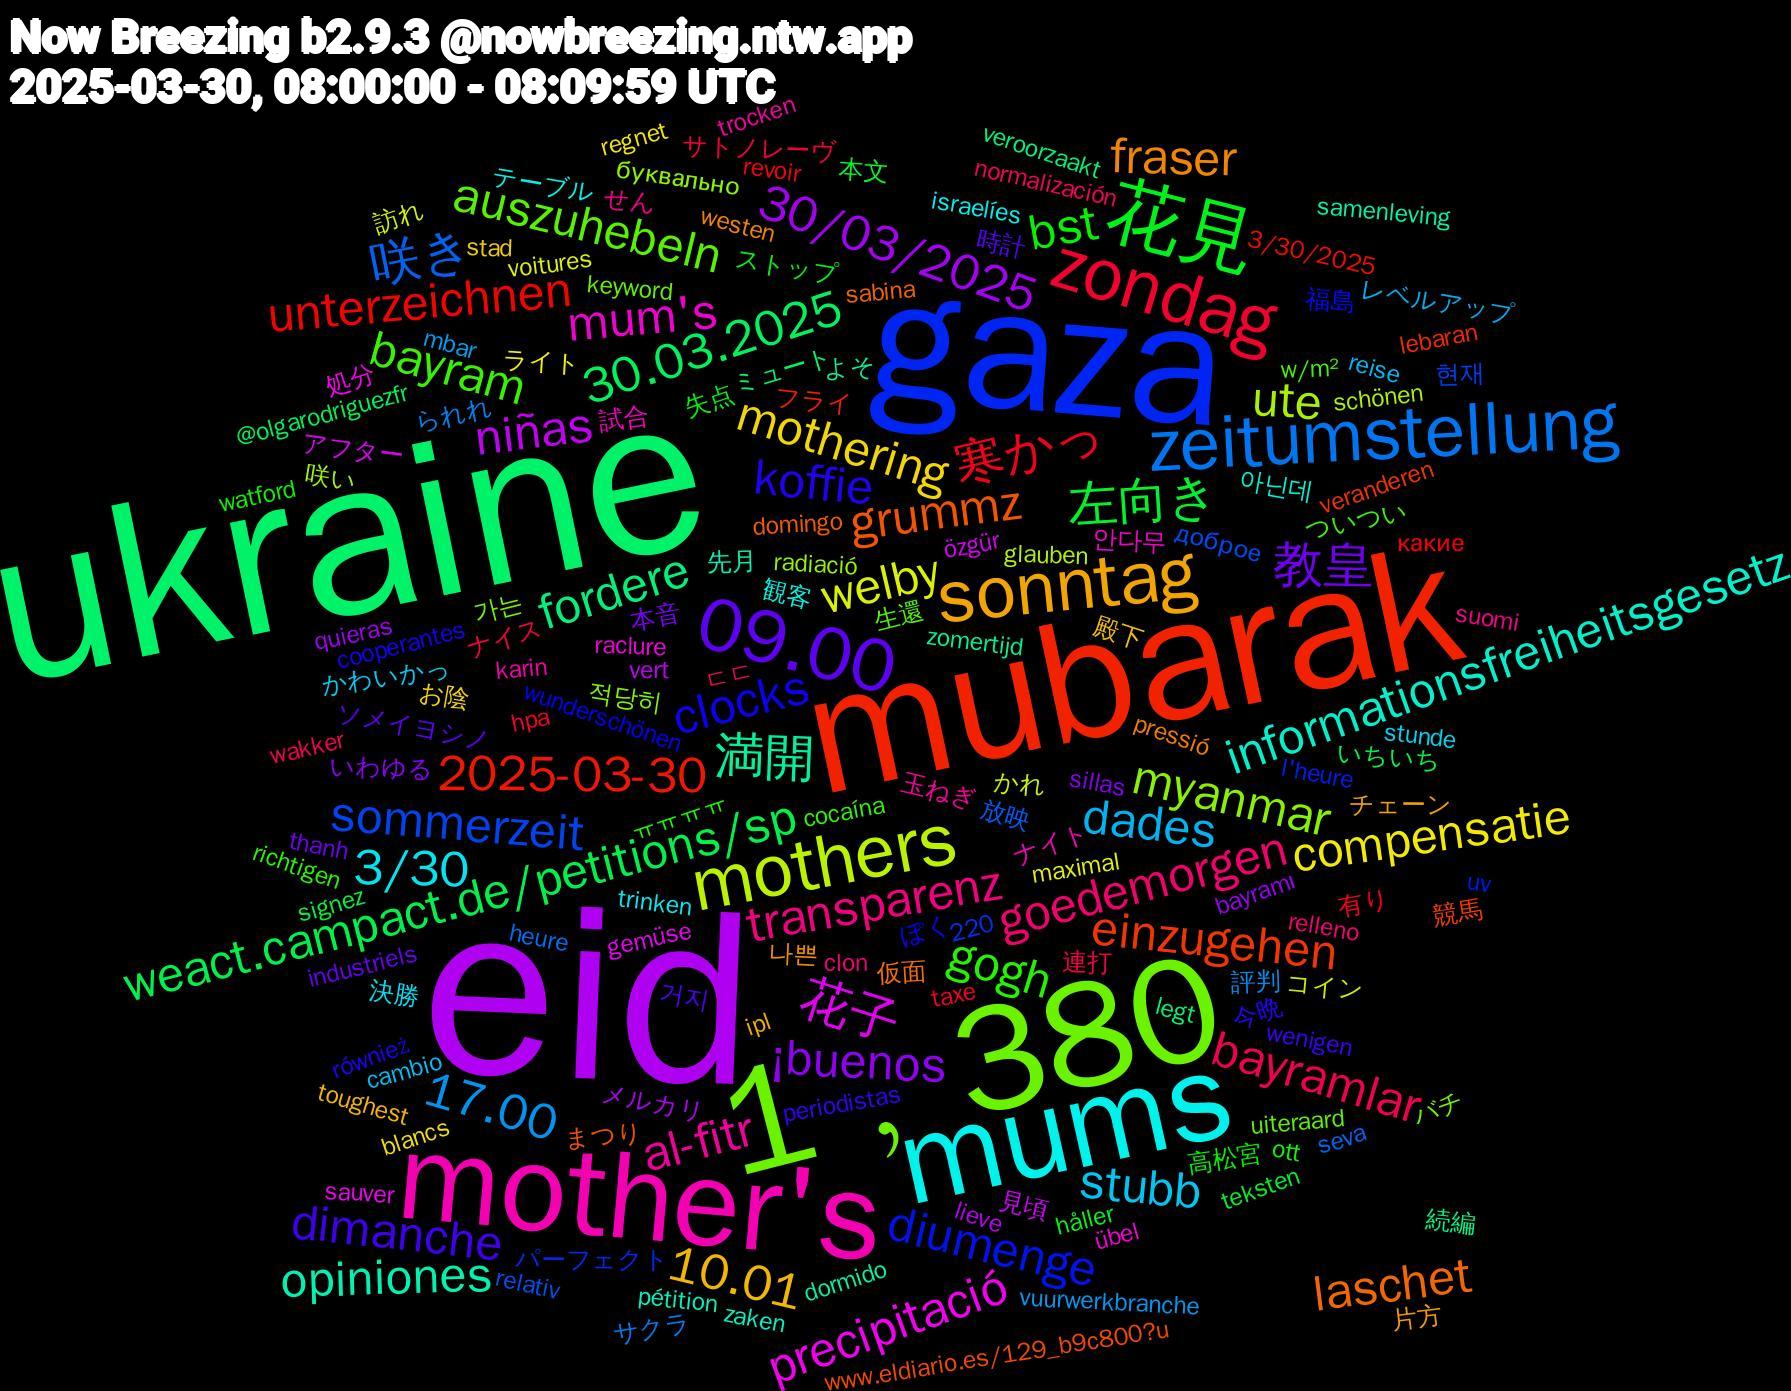 Now Breezing b2.9.3 @nowbreezing.ntw.app
2025-03-30, 08:00:00 - 08:09:59 UTC
trocken
regnet
サトノレーヴ
revoir
本文
veroorzaakt
буквально
テーブル
せん
normalización
訪れ
israelíes
samenleving
fraser
花見
30/03/2025
auszuhebeln
westen
stad
voitures
咲き
bst
zondag
時計
3/30/2025
ストップ
keyword
sabina
福島
レベルアップ
unterzeichnen
mum's
30.03.2025
gaza
mbar
ライト
lebaran
w/m²
reise
현재
bayram
ミュート
よそ
フライ
ute
schönen
@olgarodriguezfr
処分
失点
試合
られれ
mothering
niñas
アフター
寒かっ
zeitumstellung
咲い
ukraine
koffie
watford
左向き
아닌데
veranderen
ついつい
grummz
domingo
доброе
안다무
özgür
какие
教皇
welby
radiació
glauben
先月
観客
生還
fordere
가는
本音
殿下
sonntag
informationsfreiheitsgesetz
quieras
cooperantes
ナイス
zomertijd
suomi
raclure
vert
karin
かわいかっ
ㄷㄷ
09.00
mubarak
적당히
メルカリ
お陰
clocks
満開
ソメイヨシノ
wunderschönen
hpa
pressió
stunde
wakker
2025-03-30
いちいち
いわゆる
玉ねぎ
かれ
l'heure
myanmar
sillas
チェーン
パーフェクト
放映
dades
ㅠㅠㅠㅠ
cocaína
sommerzeit
compensatie
thanh
mothers
ナイト
richtigen
3/30
weact.campact.de/petitions/sp
maximal
goedemorgen
trinken
uv
bayramı
signez
transparenz
有り
relleno
ぽく
220
einzugehen
競馬
heure
gemüse
gogh
나쁜
industriels
clon
仮面
評判
コイン
決勝
거지
380
eid
花子
連打
legt
taxe
今晩
ipl
bayramlar
wenigen
również
¡buenos
cambio
1，
mums
メルカリ
17.00
toughest
periodistas
バチ
uiteraard
blancs
まつり
al-fitr
seva
stubb
高松宮
ott
mother's
sauver
見頃
teksten
lieve
håller
続編
dimanche
diumenge
übel
10.01
opiniones
relativ
dormido
laschet
pétition
precipitació
vuurwerkbranche
zaken
サクラ
片方
www.eldiario.es/129_b9c800?u